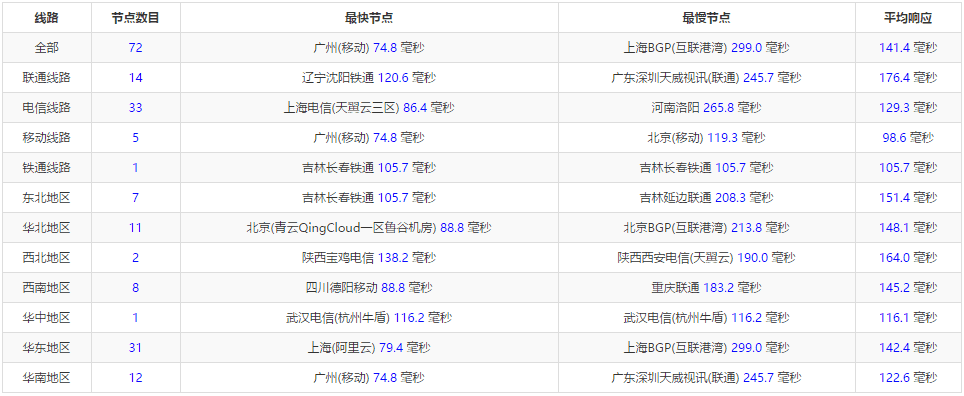 线路 节点数目 最快节点 最慢节点 平均响应
全部 72 广州(移动) 74.8 毫秒 上海BGP(互联港湾) 299.0 毫秒 141.4 毫秒
联通线路 14 辽宁沈阳铁通 120.6 毫秒 广东深圳天威视讯(联通) 245.7 毫秒 176.4 毫秒
电信线路 33 上海电信(天翼云三区) 86.4 毫秒 河南洛阳 265.8 毫秒 129.3 毫秒
移动线路 5 广州(移动) 74.8 毫秒 北京(移动) 119.3 毫秒 98.6 毫秒
铁通线路 1 吉林长春铁通 105.7 毫秒 吉林长春铁通 105.7 毫秒 105.7 毫秒
东北地区 7 吉林长春铁通 105.7 毫秒 吉林延边联通 208.3 毫秒 151.4 毫秒
华北地区 11 北京(青云QingCloud一区鲁谷机房) 88.8 毫秒 北京BGP(互联港湾) 213.8 毫秒 148.1 毫秒
西北地区 2 陕西宝鸡电信 138.2 毫秒 陕西西安电信(天翼云) 190.0 毫秒 164.0 毫秒
西南地区 8 四川德阳移动 88.8 毫秒 重庆联通 183.2 毫秒 145.2 毫秒
华中地区 1 武汉电信(杭州牛盾) 116.2 毫秒 武汉电信(杭州牛盾) 116.2 毫秒 116.1 毫秒
华东地区 31 上海(阿里云) 79.4 毫秒 上海BGP(互联港湾) 299.0 毫秒 142.4 毫秒
华南地区 12 广州(移动) 74.8 毫秒 广东深圳天威视讯(联通) 245.7 毫秒 122.6 毫秒